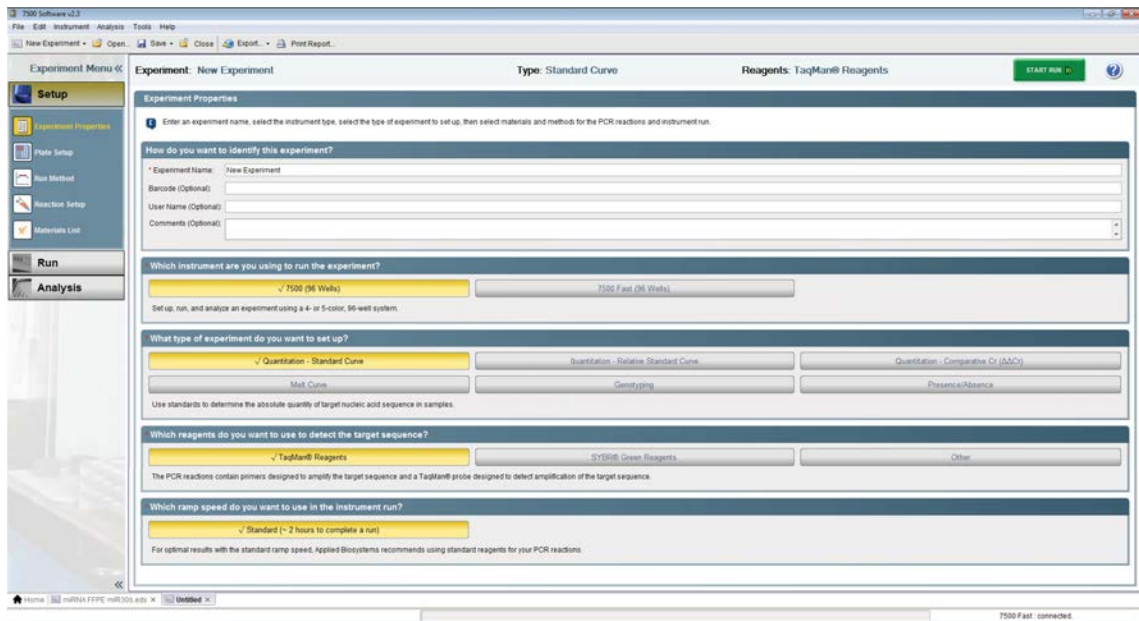 7500 Software v2.3
File Edit Instrument Analysis Tools Help
New Experiment Open... Save Close Export... Print Report...
Experiment Menu «
Experiment: New Experiment Type: Standard Curve Reagents: TaqMan® Reagents START RUN
Setup
Experiment Properties
Plate Setup
Run Method
Reaction Setup
Materials List
Run
Analysis
Experiment Properties
Enter an experiment name, select the instrument type, select the type of experiment to set up, then select materials and methods for the PCR reactions and instrument run.
How do you want to identify this experiment?
* Experiment Name: New Experiment
Barcode (Optional):
User Name (Optional):
Comments (Optional):
Which instrument are you using to run the experiment?
√ 7500 (96 Wells) 7500 Fast (96 Wells)
Set up, run, and analyze an experiment using a 4- or 5-color, 96-well system.
What type of experiment do you want to set up?
√ Quantitation - Standard Curve Quantitation - Relative Standard Curve Quantitation - Comparative CT (ΔΔCT)
Melt Curve Genotyping Presence/Absence
Use standards to determine the absolute quantity of target nucleic acid sequence in samples.
Which reagents do you want to use to detect the target sequence?
√ TaqMan® Reagents SYBR® Green Reagents Other
The PCR reactions contain primers designed to amplify the target sequence and a TaqMan® probe designed to detect amplification of the target sequence.
Which ramp speed do you want to use in the instrument run?
√ Standard (~ 2 hours to complete a run)
For optimal results with the standard ramp speed, Applied Biosystems recommends using standard reagents for your PCR reactions.
«
Home miRNA FFPE miR30s.eds × Untitled ×
7500 Fast : connected.